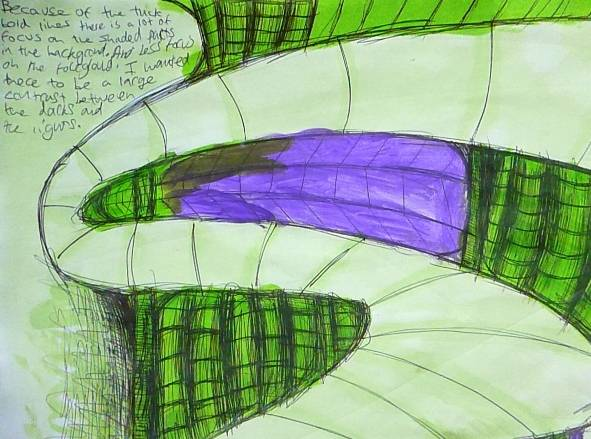 Because of the thick
bold lines there is a lot of
focus on the shaded parts
in the background. And less focus
on the foreground, I wanted
there to be a large
contrast between
the darks and
the lights.